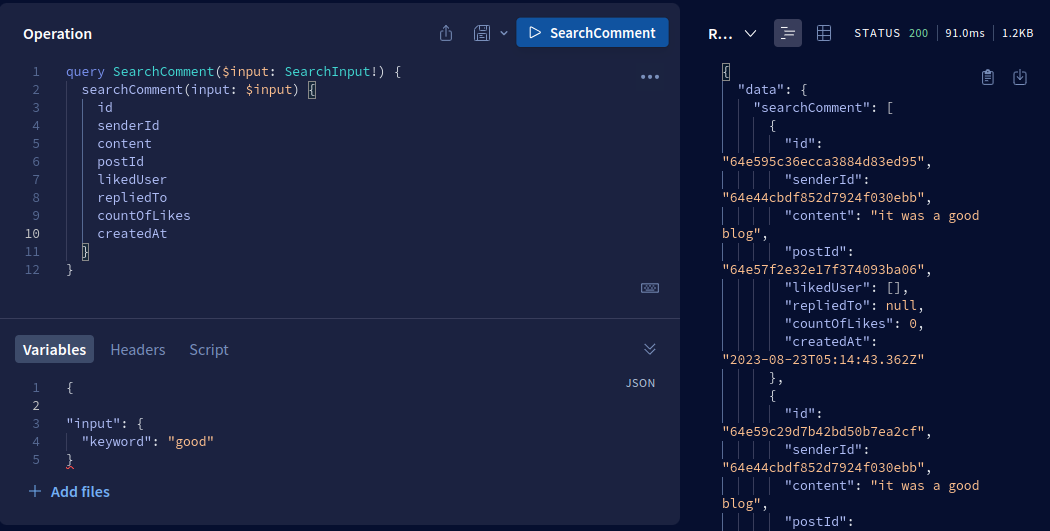 Operation
SearchComment
1 query SearchComment($input: SearchInput!) {
2 searchComment(input: $input) {
3 id
4 senderId
5 content
6 postId
7 likedUser
8 repliedTo
9 countOfLikes
10 createdAt
11 }
12 }
Variables Headers Script
JSON
1 {
2
3 "input": {
4 "keyword": "good"
5 }
+ Add files
R... STATUS 200 91.0ms 1.2KB
{
"data": {
"searchComment": [
{
"id":
"64e595c36ecca3884d83ed95",
"senderId":
"64e44cbdf852d7924f030ebb",
"content": "it was a good
blog",
"postId":
"64e57f2e32e17f374093ba06",
"likedUser": [],
"repliedTo": null,
"countOfLikes": 0,
"createdAt":
"2023-08-23T05:14:43.362Z"
},
{
"id":
"64e59c29d7b42bd50b7ea2cf",
"senderId":
"64e44cbdf852d7924f030ebb",
"content": "it was a good
blog",
"postId":